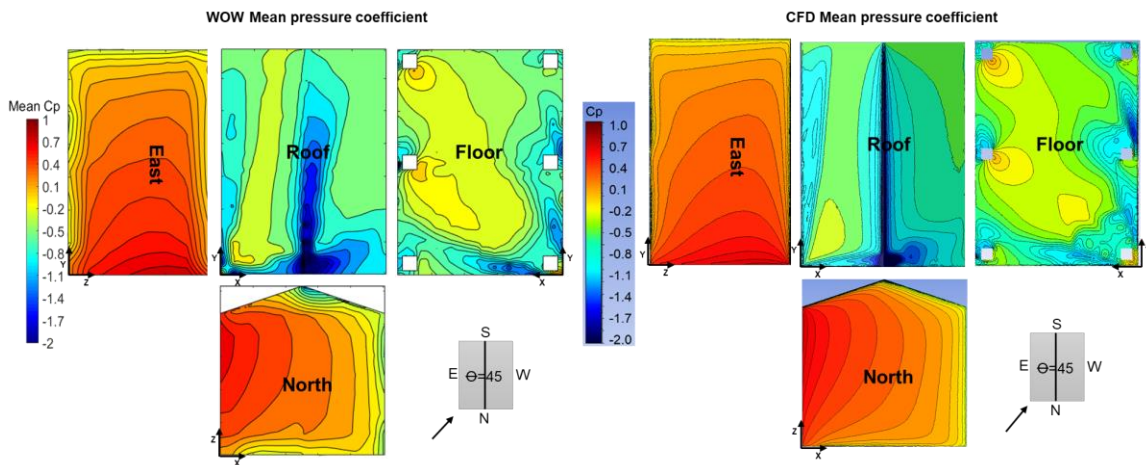 WOW Mean pressure coefficient
Mean Cp
1
0.7
0.4
0.1
-0.2
-0.5
-0.8
-1.1
-1.4
-1.7
-2
East
Roof
Floor
Y
Z
Y
X
Y
X
North
Z
X
S
E
Θ=45
W
N
CFD Mean pressure coefficient
Cp
1.0
0.7
0.4
0.1
-0.2
-0.5
-0.8
-1.1
-1.4
-1.7
-2.0
East
Roof
Floor
Y
Z
Y
X
X
North
Z
X
S
E
Θ=45
W
N